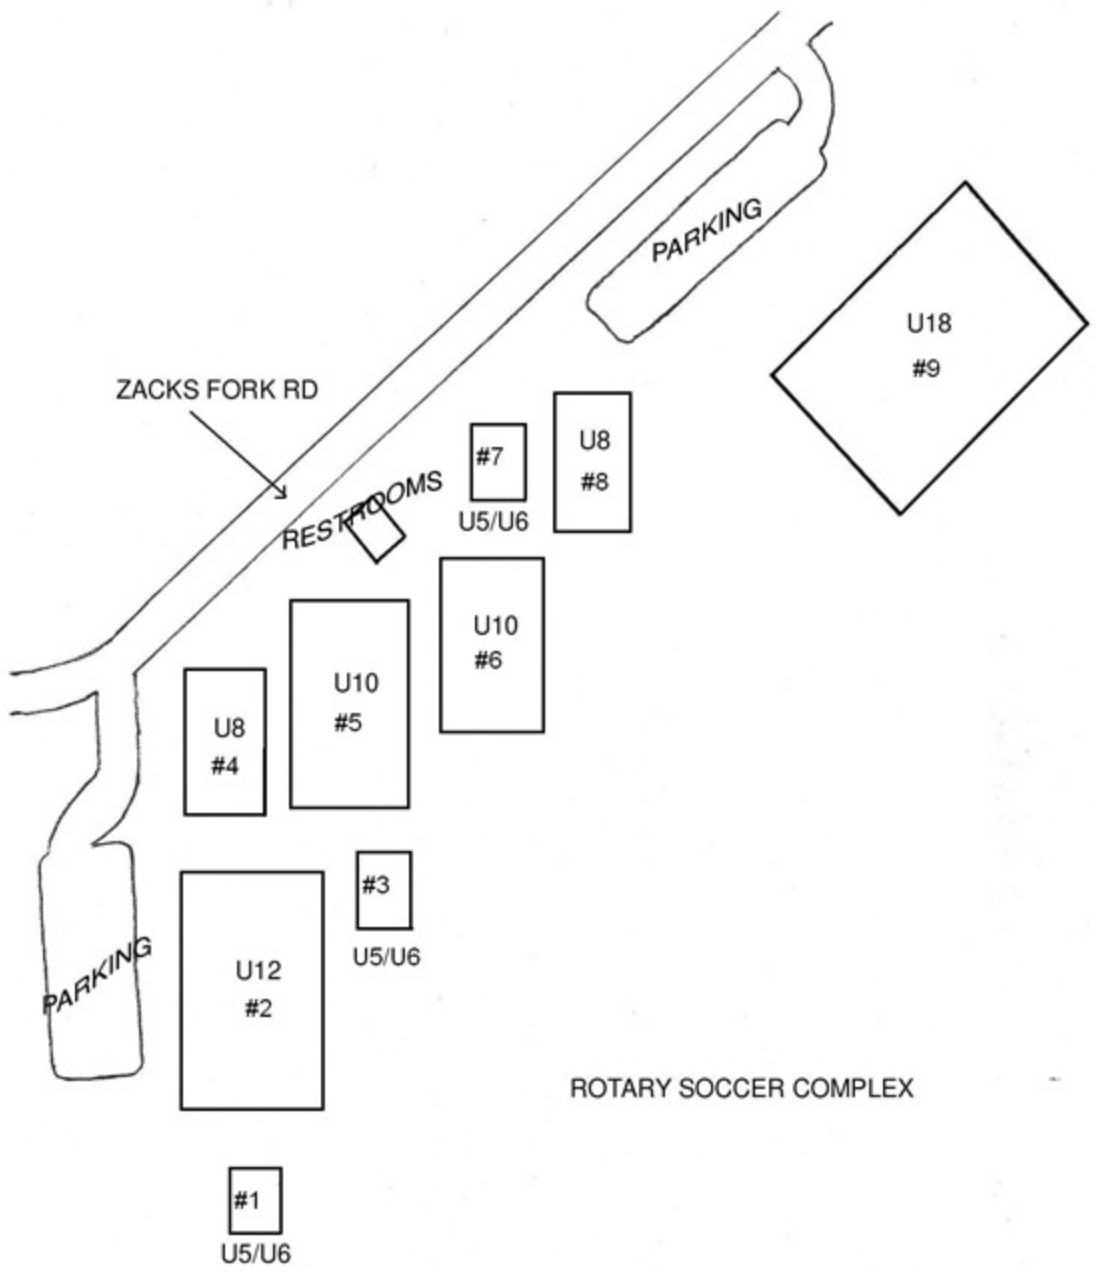 PARKING
U18
#9
ZACKS FORK RD
U8
#8
#7
U5/U6
RESTROOMS
U10
#6
U10
#5
U8
#4
#3
U5/U6
U12
#2
PARKING
ROTARY SOCCER COMPLEX
#1
U5/U6